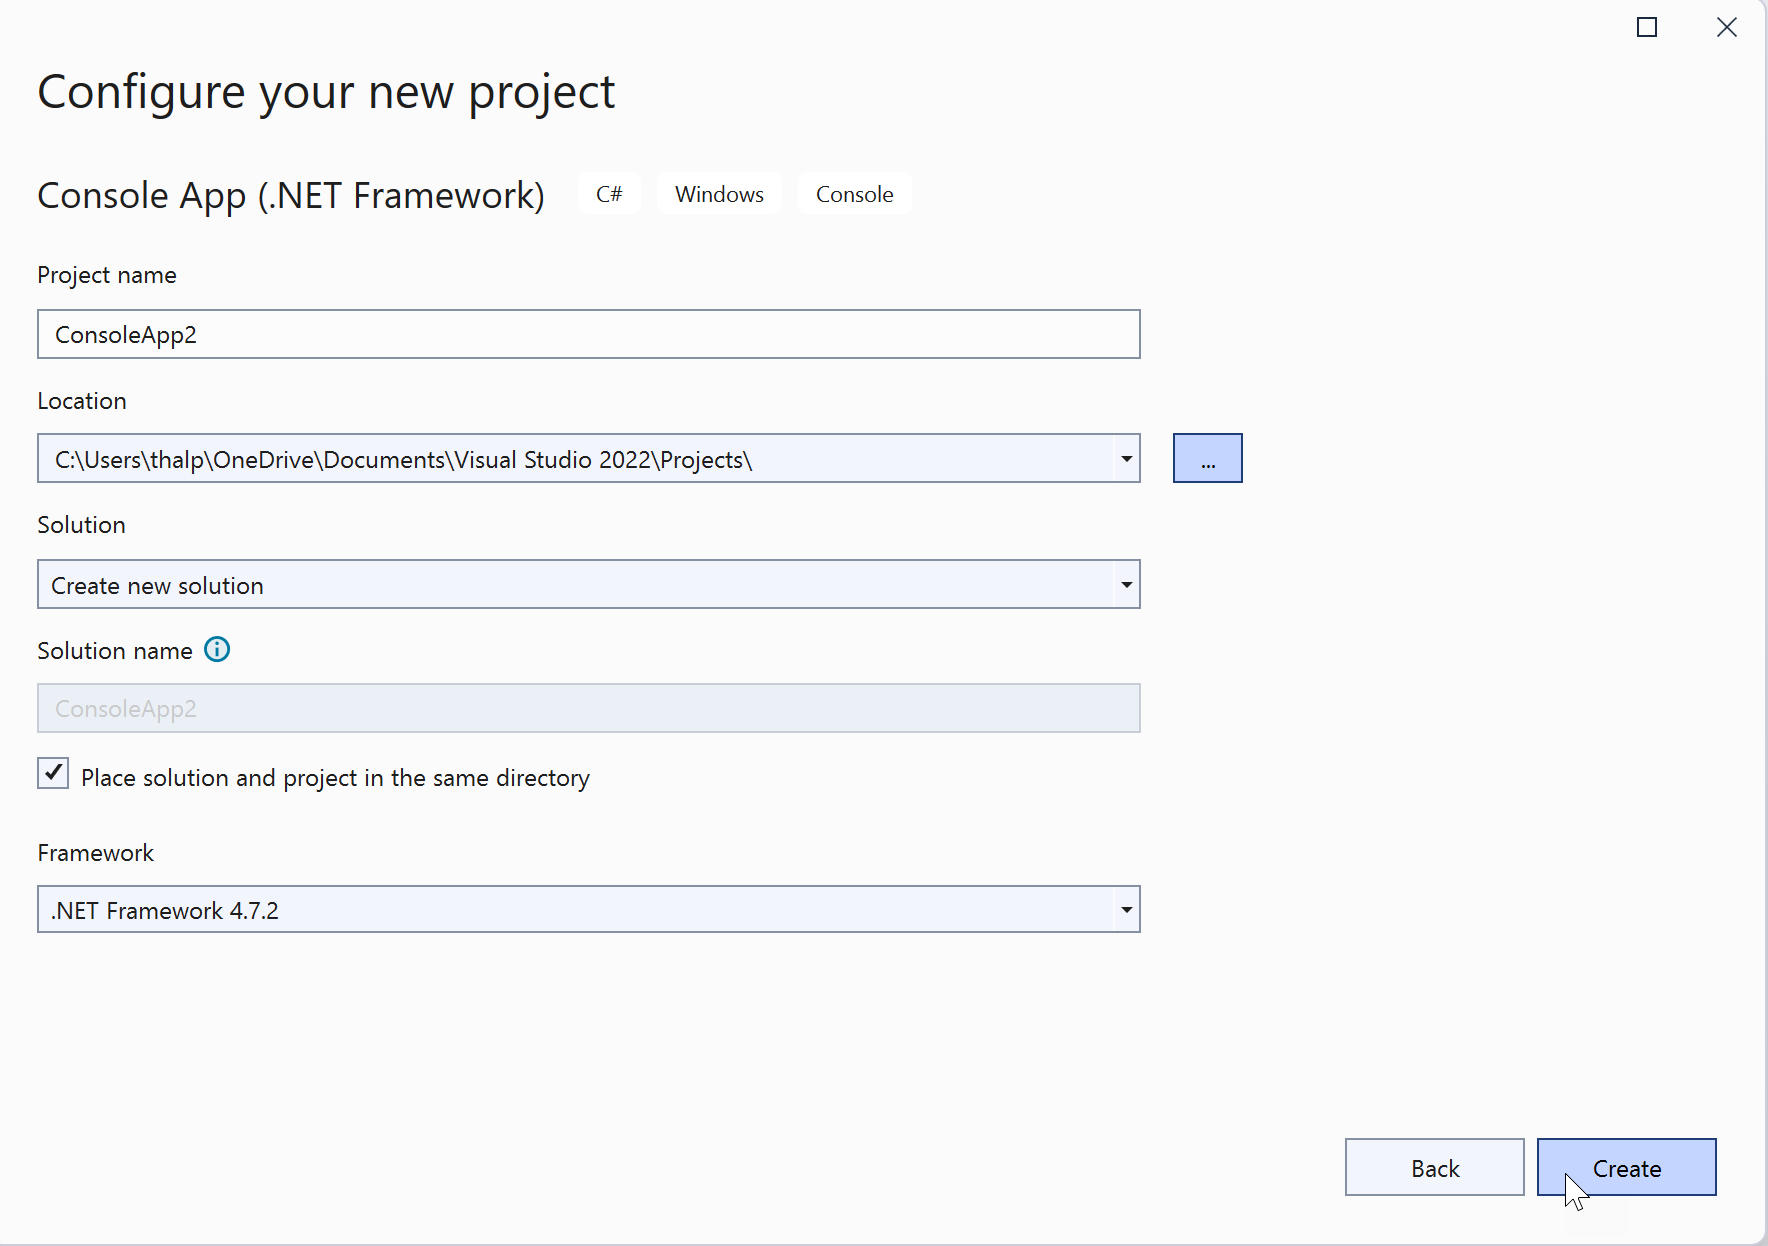 Configure your new project
Console App (.NET Framework) C# Windows Console
Project name
ConsoleApp2
Location
C:\Users\thalp\OneDrive\Documents\Visual Studio 2022\Projects\
...
Solution
Create new solution
Solution name
ConsoleApp2
Place solution and project in the same directory
Framework
.NET Framework 4.7.2
Back Create